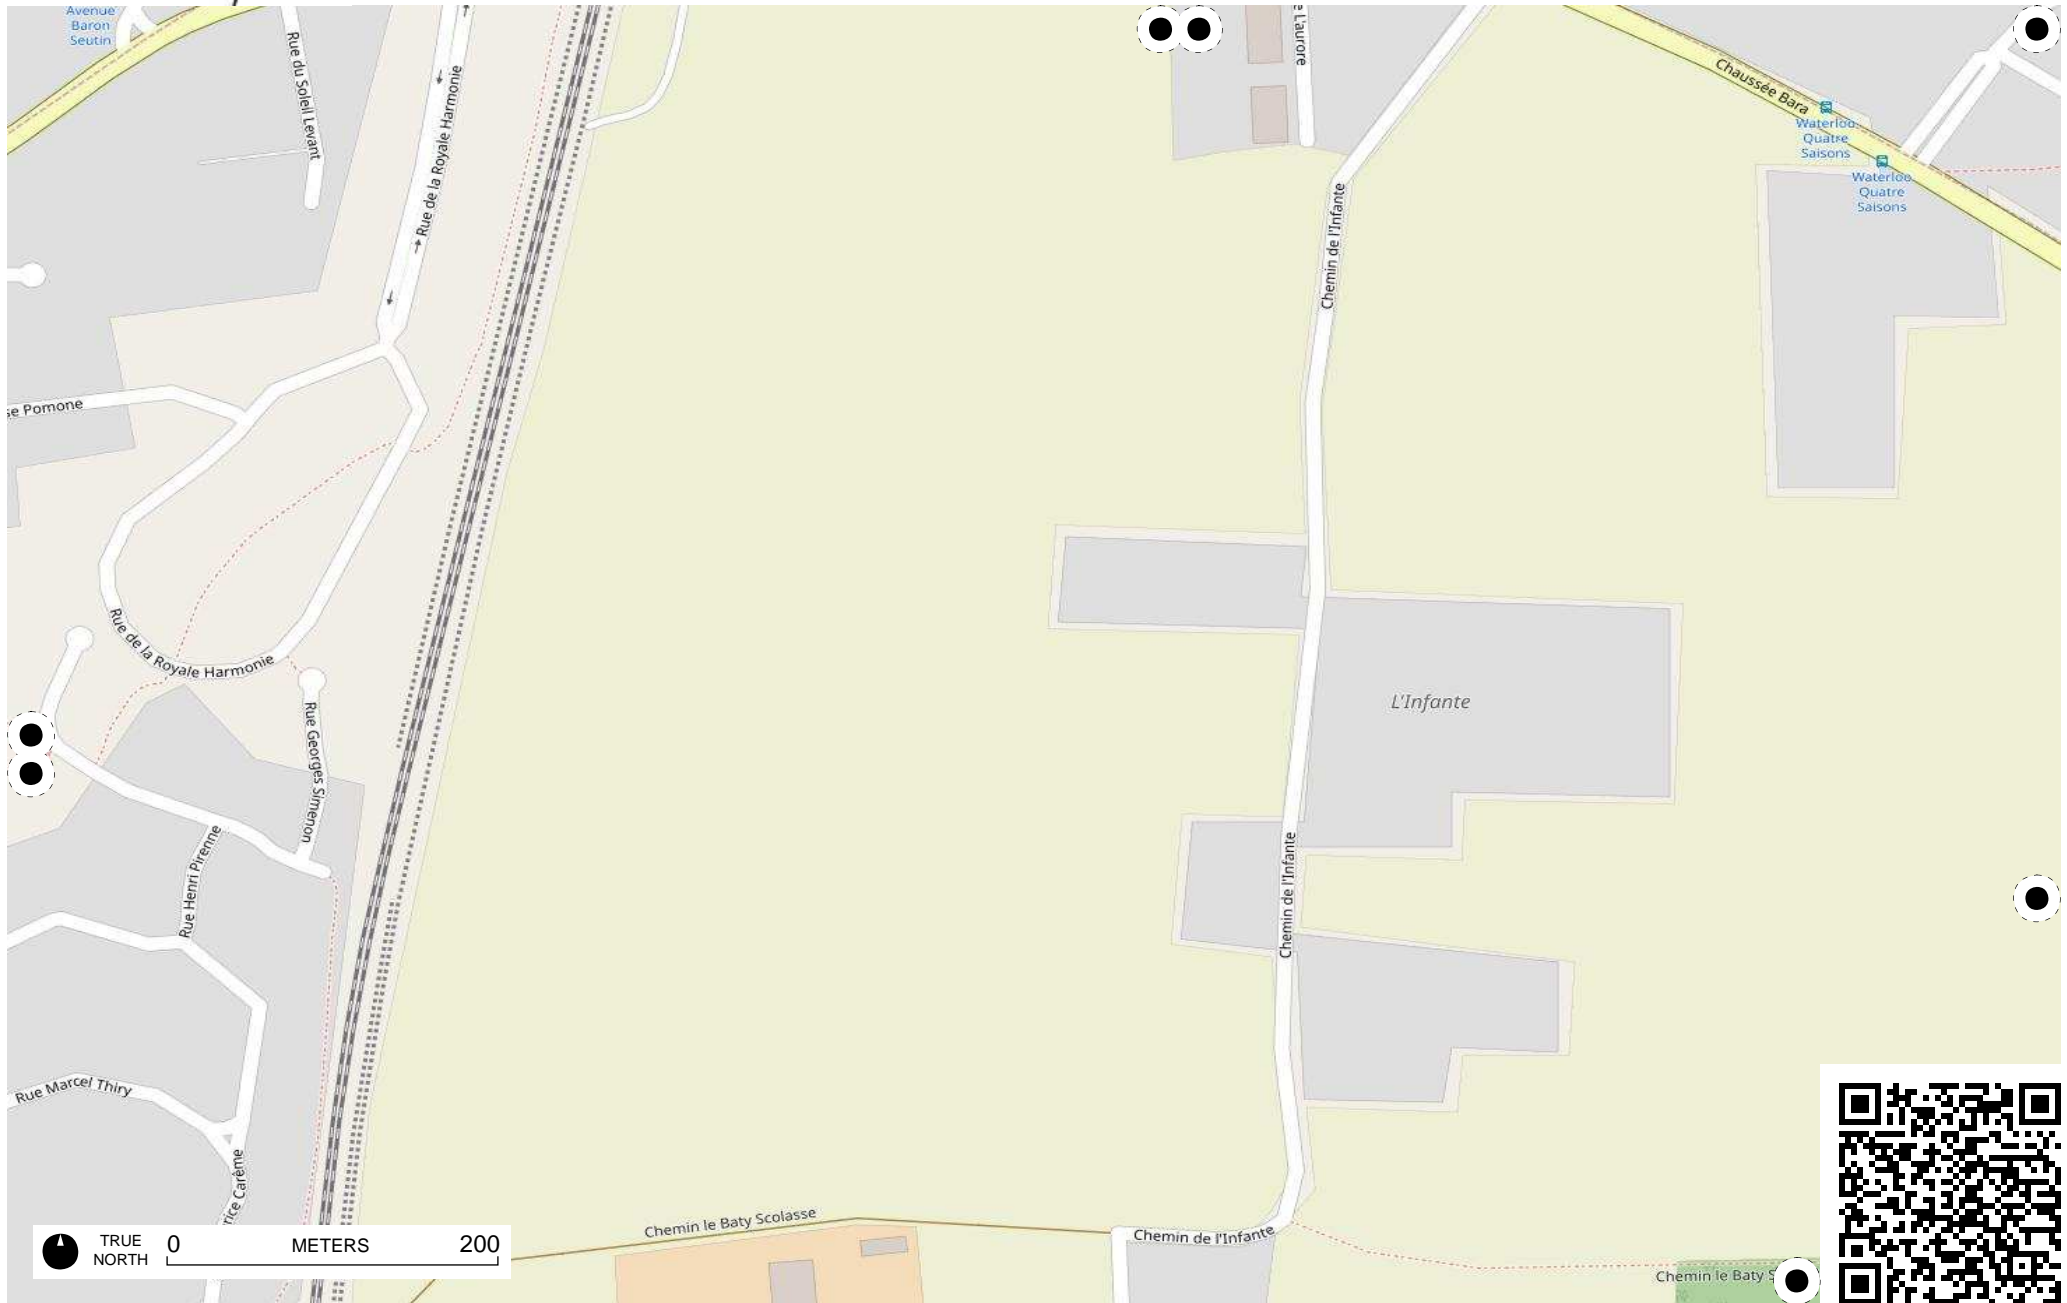 Avenue
Baron
Seutin
Rue du Soleil Levant
Rue de la Royale Harmonie
L'aurore
Chaussée Bara
Waterloo
Quatre
Saisons
Waterloo
Quatre
Saisons
Chemin de l'Infante
Pomone
Rue de la Royale Harmonie
L'Infante
Rue Georges Simenon
Rue Henri Pirenne
Chemin de l'Infante
Rue Marcel Thiry
Carême
Chemin le Baty Scolasse
Chemin de l'Infante
Chemin le Baty
TRUE
NORTH
0 METERS 200